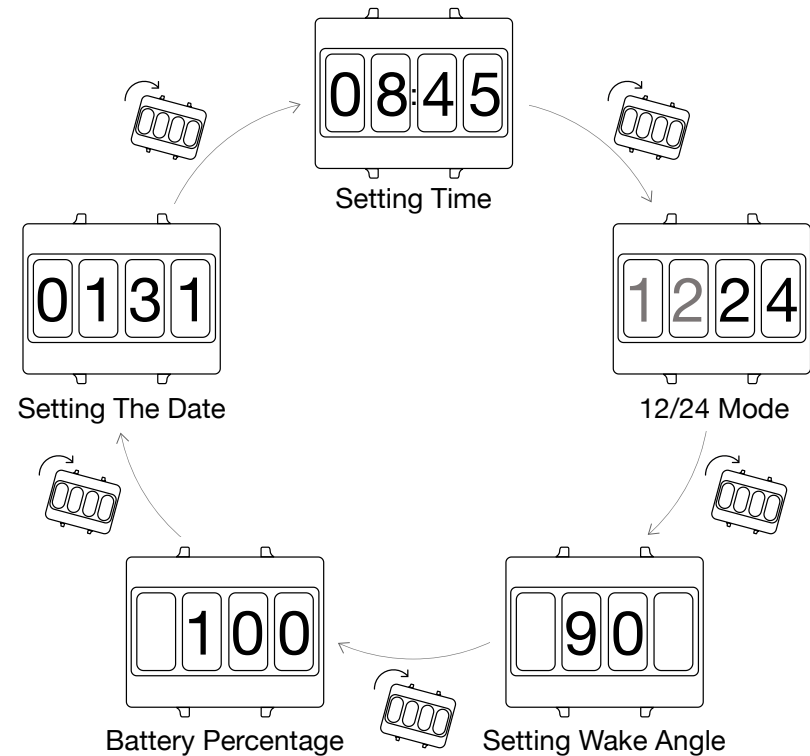 08:45
Setting Time
0131
1224
Setting The Date
12/24 Mode
100
90
Battery Percentage
Setting Wake Angle